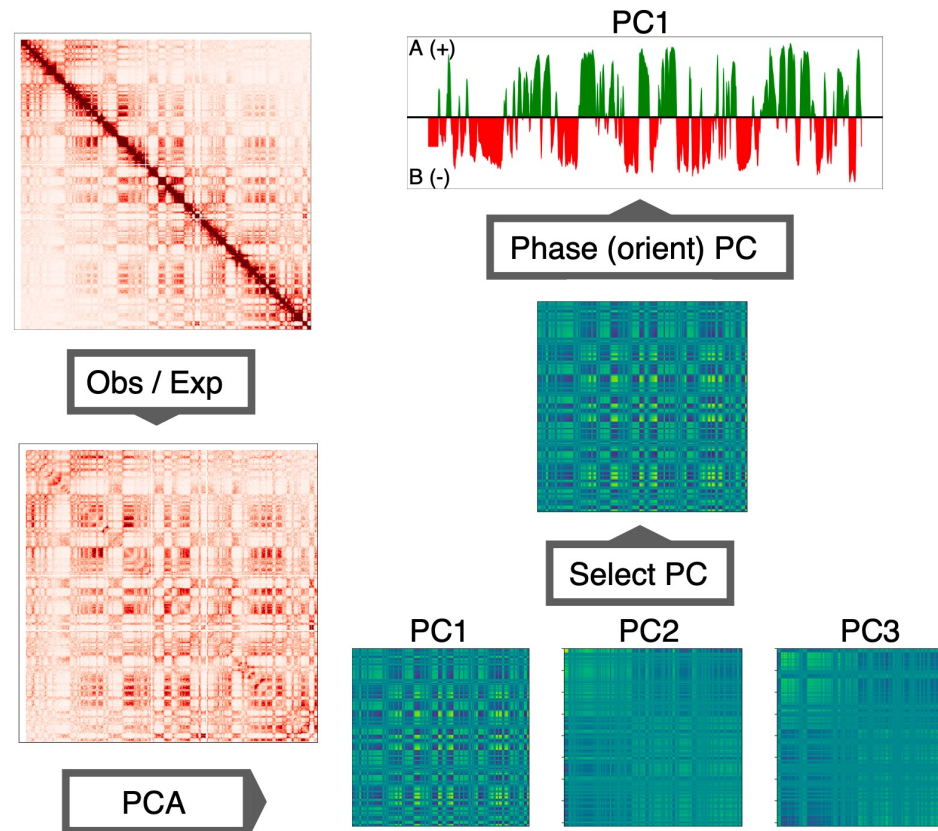 Obs / Exp
PCA
PC1
PC2
PC3
Select PC
Phase (orient) PC
PC1
A (+)
B (-)